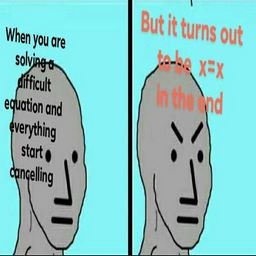 When you are
solving a
difficult
equation and
everything
start
cancelling
But it turns out
to be x=x
in the end